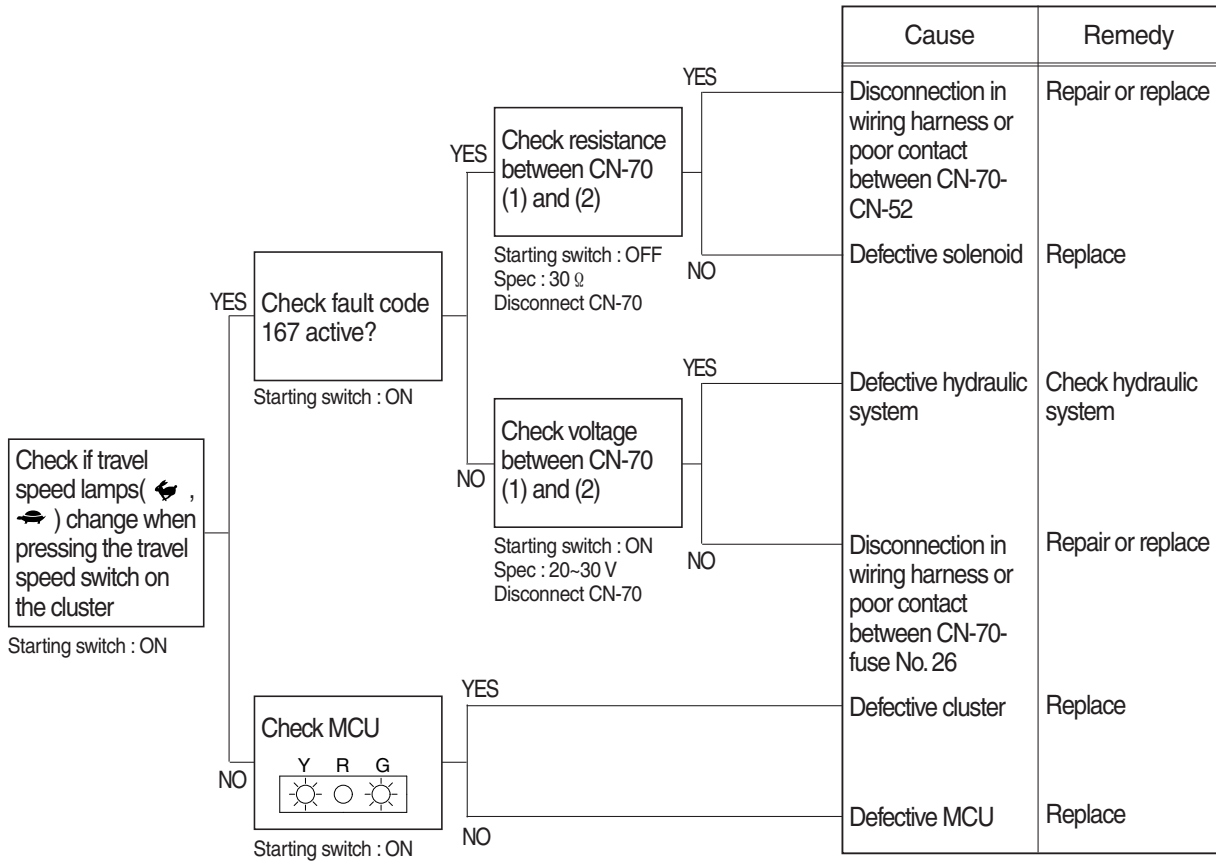 Cause
Remedy
YES
Disconnection in
wiring harness or
poor contact
between CN-70-
CN-52
Repair or replace
YES
Check resistance
between CN-70
(1) and (2)
Starting switch : OFF
Spec : 30 Ω
Disconnect CN-70
NO
Defective solenoid
Replace
YES
Check fault code
167 active?
Starting switch : ON
YES
Defective hydraulic
system
Check hydraulic
system
NO
Check voltage
between CN-70
(1) and (2)
Starting switch : ON
Spec : 20~30 V
Disconnect CN-70
NO
Disconnection in
wiring harness or
poor contact
between CN-70-
fuse No. 26
Repair or replace
Check if travel
speed lamps( ,
) change when
pressing the travel
speed switch on
the cluster
Starting switch : ON
NO
Check MCU
Y R G
Starting switch : ON
YES
Defective cluster
Replace
NO
Defective MCU
Replace